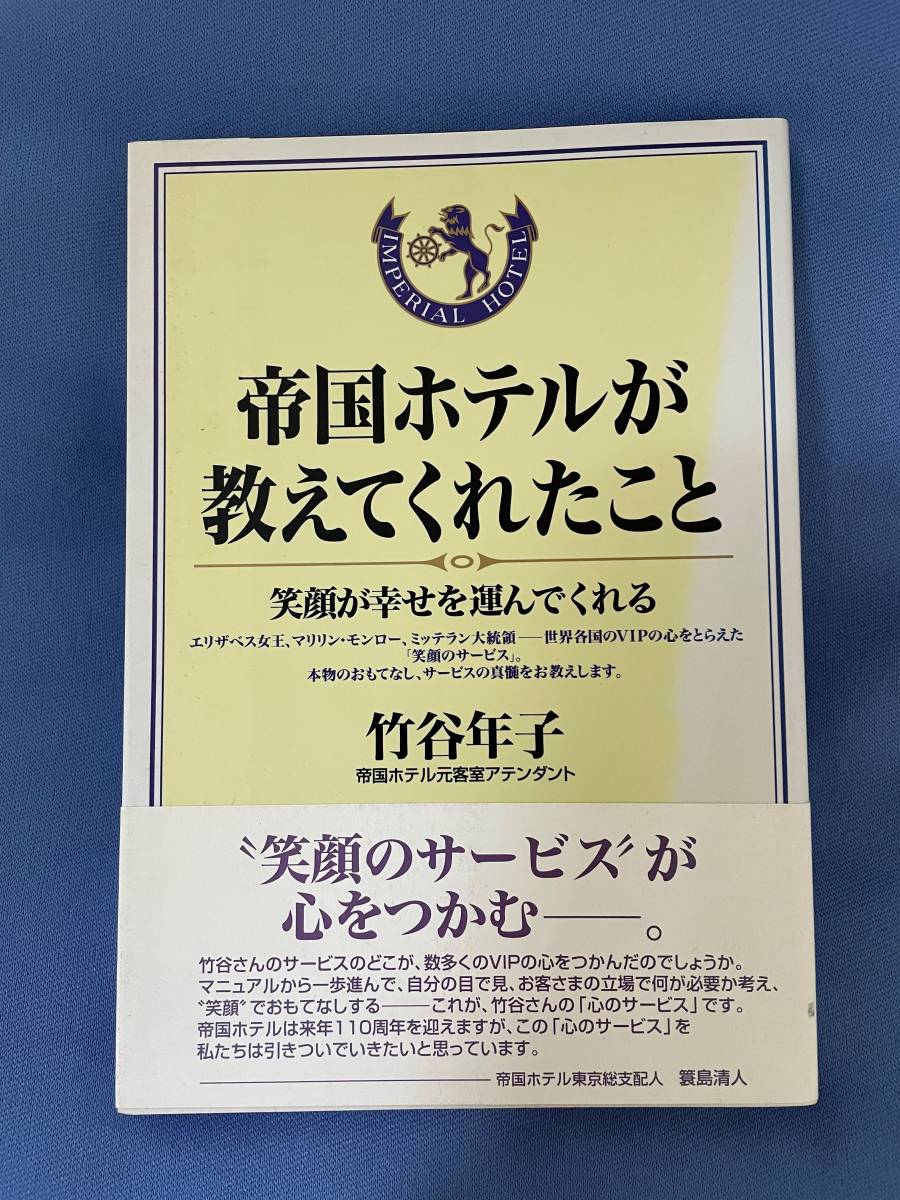 IMPERIAL HOTEL
帝国ホテルが
教えてくれたこと
笑顔が幸せを運んでくれる
エリザベス女王、マリリン・モンロー、ミッテラン大統領――世界各国のVIPの心をとらえた
「笑顔のサービス」。
本物のおもてなし、サービスの真髄をお教えします。
竹谷年子
帝国ホテル元客室アテンダント
〝笑顔のサービス〞が
心をつかむ――。
竹谷さんのサービスのどこが、数多くのVIPの心をつかんだのでしょうか。
マニュアルから一歩進んで、自分の目で見、お客さまの立場で何が必要か考え、
〝笑顔〞でおもてなしする――これが、竹谷さんの「心のサービス」です。
帝国ホテルは来年110周年を迎えますが、この「心のサービス」を
私たちは引きついでいきたいと思っています。
――帝国ホテル東京総支配人 簑島清人